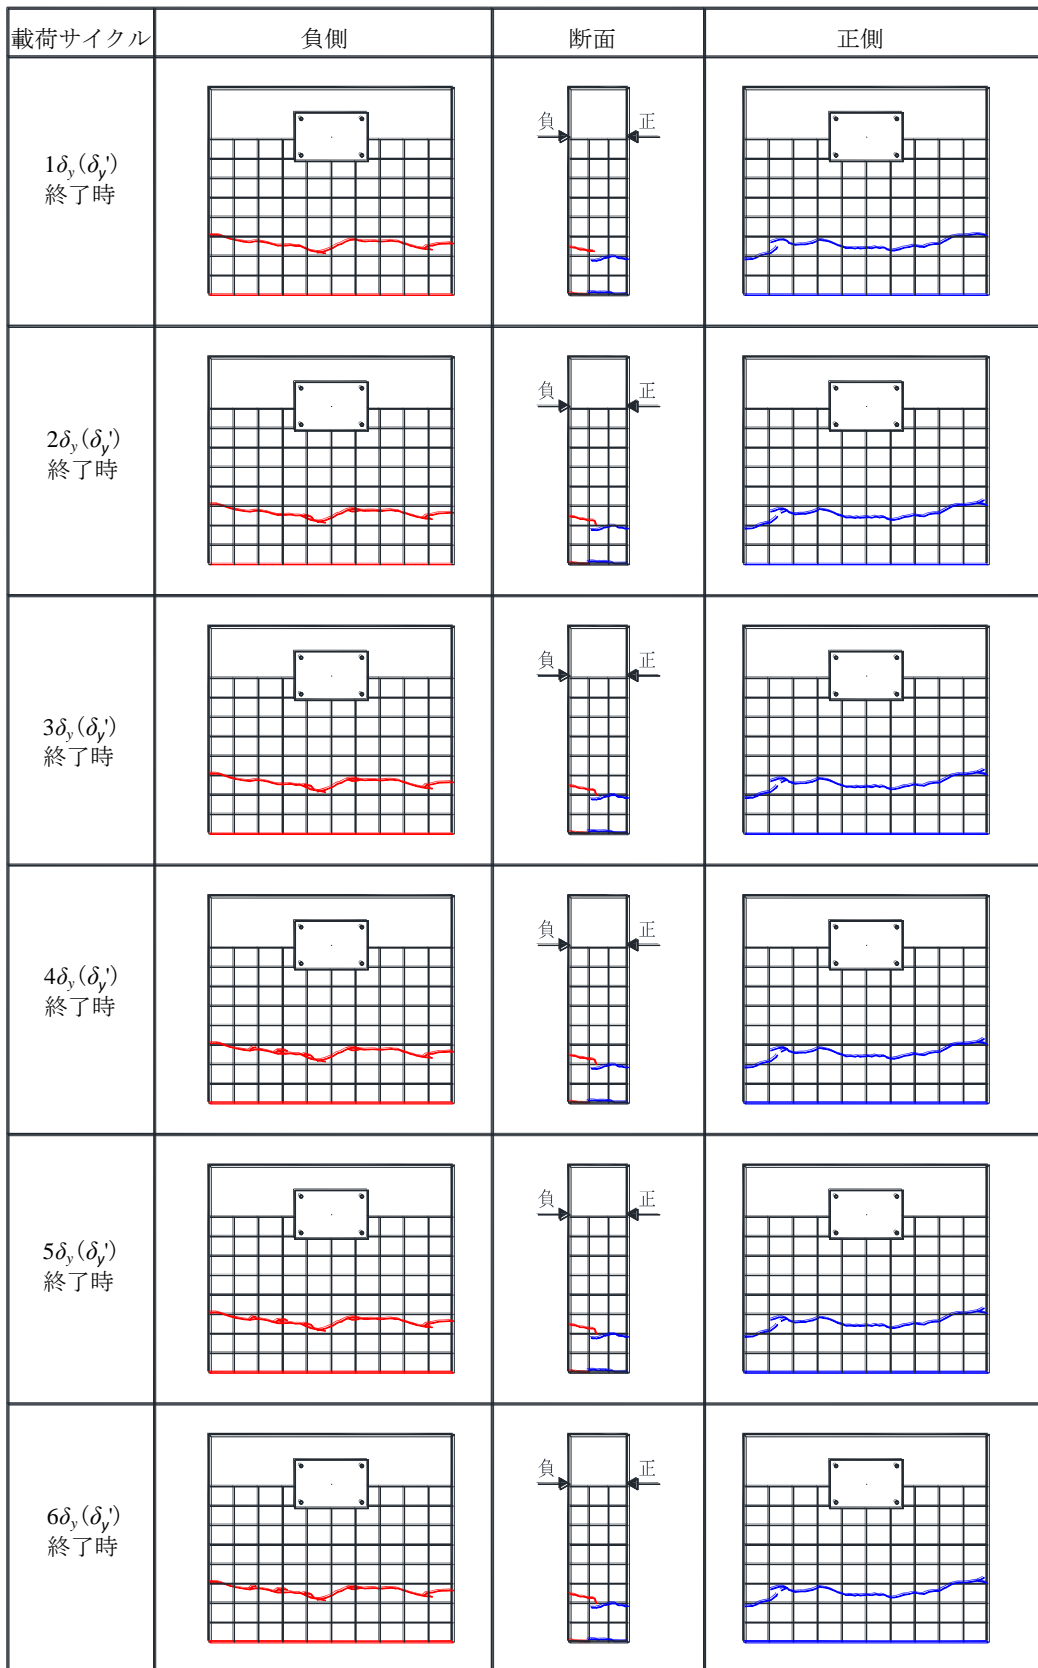 載荷サイクル 負側 断面 正側
負 正
1δy(δy')
終了時
負 正
2δy(δy')
終了時
負 正
3δy(δy')
終了時
負 正
4δy(δy')
終了時
負 正
5δy(δy')
終了時
負 正
6δy(δy')
終了時